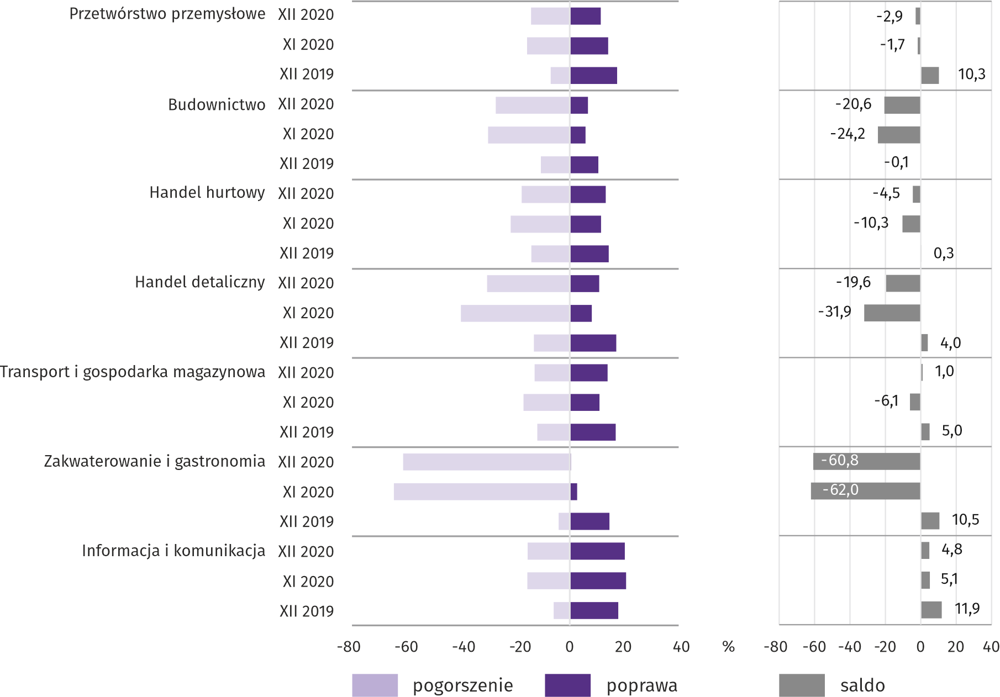 Przetwórstwo przemysłowe XII 2020 -2,9
XI 2020 -1,7
XII 2019 10,3
Budownictwo XII 2020 -20,6
XI 2020 -24,2
XII 2019 -0,1
Handel hurtowy XII 2020 -4,5
XI 2020 -10,3
XII 2019 0,3
Handel detaliczny XII 2020 -19,6
XI 2020 -31,9
XII 2019 4,0
Transport i gospodarka magazynowa XII 2020 1,0
XI 2020 -6,1
XII 2019 5,0
Zakwaterowanie i gastronomia XII 2020 -60,8
XI 2020 -62,0
XII 2019 10,5
Informacja i komunikacja XII 2020 4,8
XI 2020 5,1
XII 2019 11,9
-80 -60 -40 -20 0 20 40 % -80 -60 -40 -20 0 20 40
pogorszenie poprawa saldo